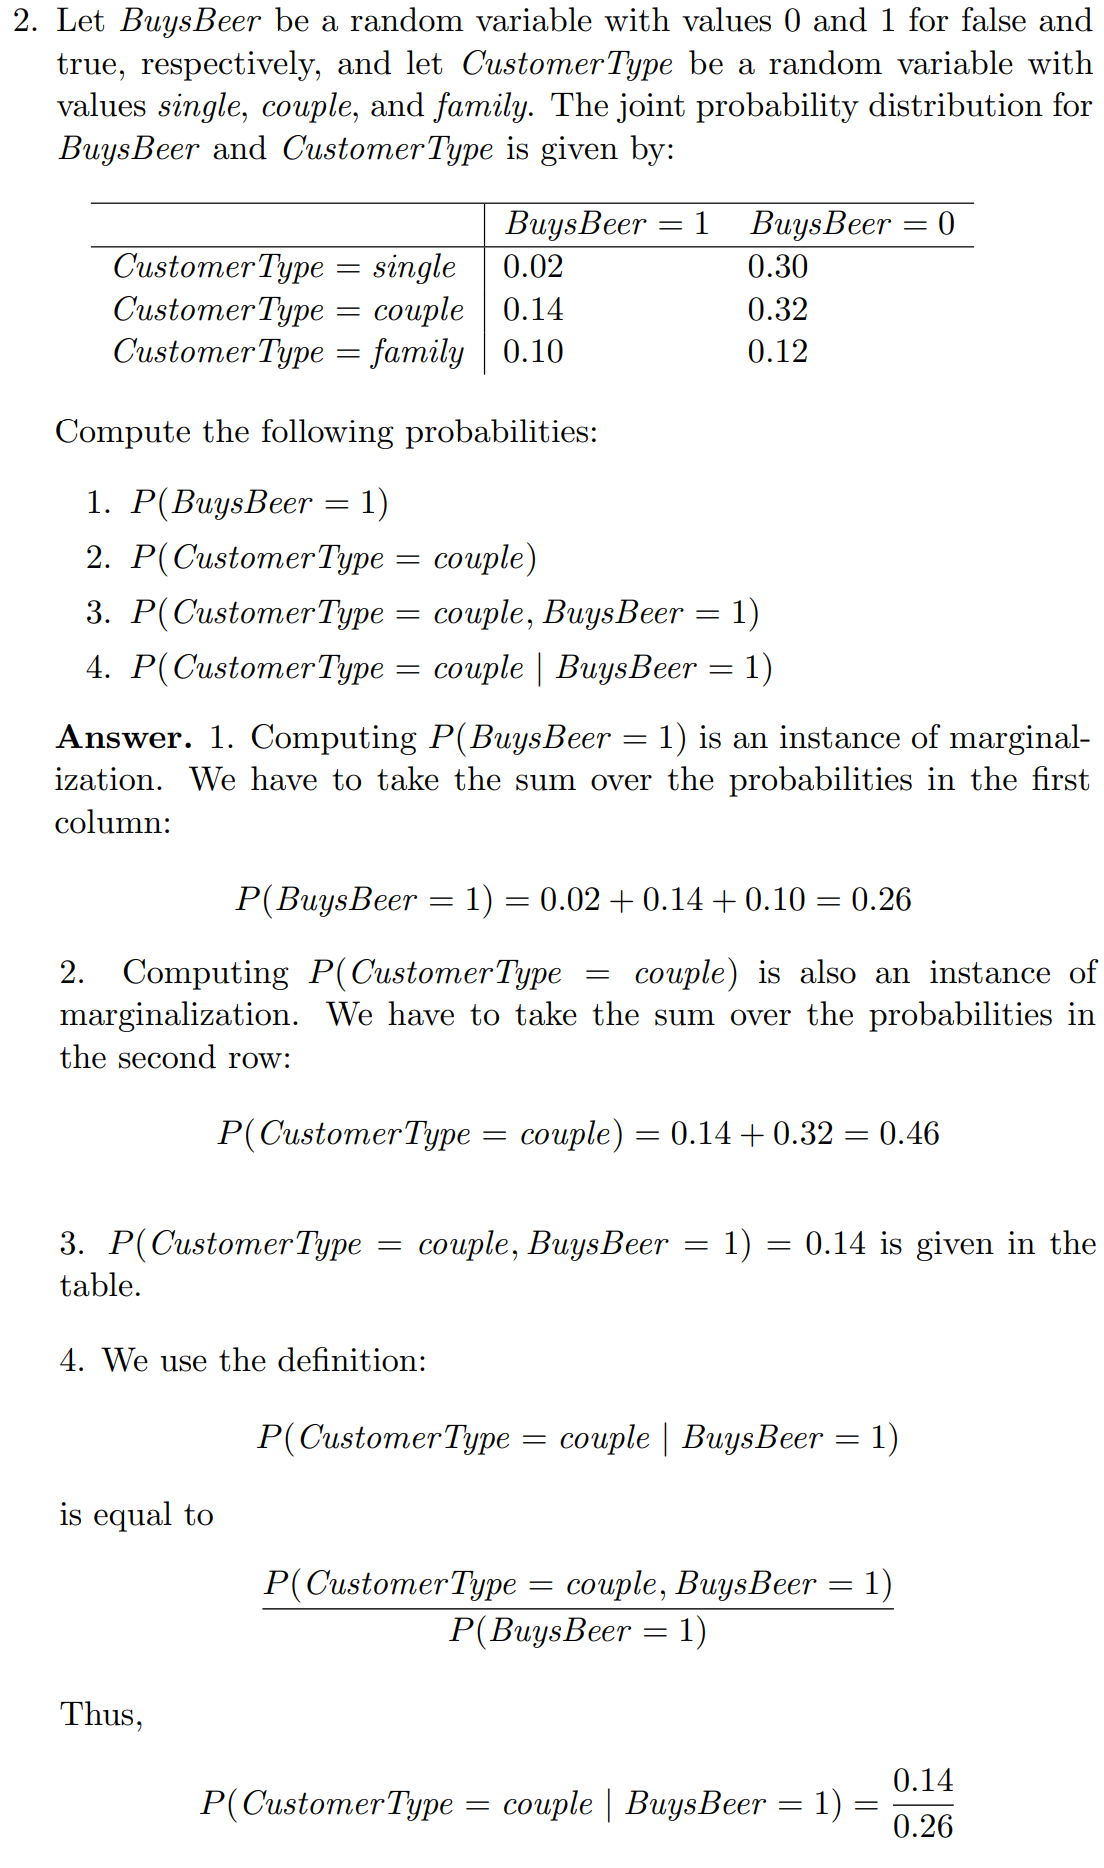 2. Let BuysBeer be a random variable with values 0 and 1 for false and
true, respectively, and let CustomerType be a random variable with
values single, couple, and family. The joint probability distribution for
BuysBeer and CustomerType is given by:
BuysBeer = 1 BuysBeer = 0
CustomerType = single 0.02 0.30
CustomerType = couple 0.14 0.32
CustomerType = family 0.10 0.12
Compute the following probabilities:
1. P(BuysBeer = 1)
2. P(CustomerType = couple)
3. P(CustomerType = couple, BuysBeer = 1)
4. P(CustomerType = couple | BuysBeer = 1)
Answer. 1. Computing P(BuysBeer = 1) is an instance of marginal-
ization. We have to take the sum over the probabilities in the first
column:
P(BuysBeer = 1) = 0.02 + 0.14 + 0.10 = 0.26
2. Computing P(CustomerType = couple) is also an instance of
marginalization. We have to take the sum over the probabilities in
the second row:
P(CustomerType = couple) = 0.14 + 0.32 = 0.46
3. P(CustomerType = couple, BuysBeer = 1) = 0.14 is given in the
table.
4. We use the definition:
P(CustomerType = couple | BuysBeer = 1)
is equal to
P(CustomerType = couple, BuysBeer = 1)
P(BuysBeer = 1)
Thus,
P(CustomerType = couple | BuysBeer = 1) = 0.14
0.26